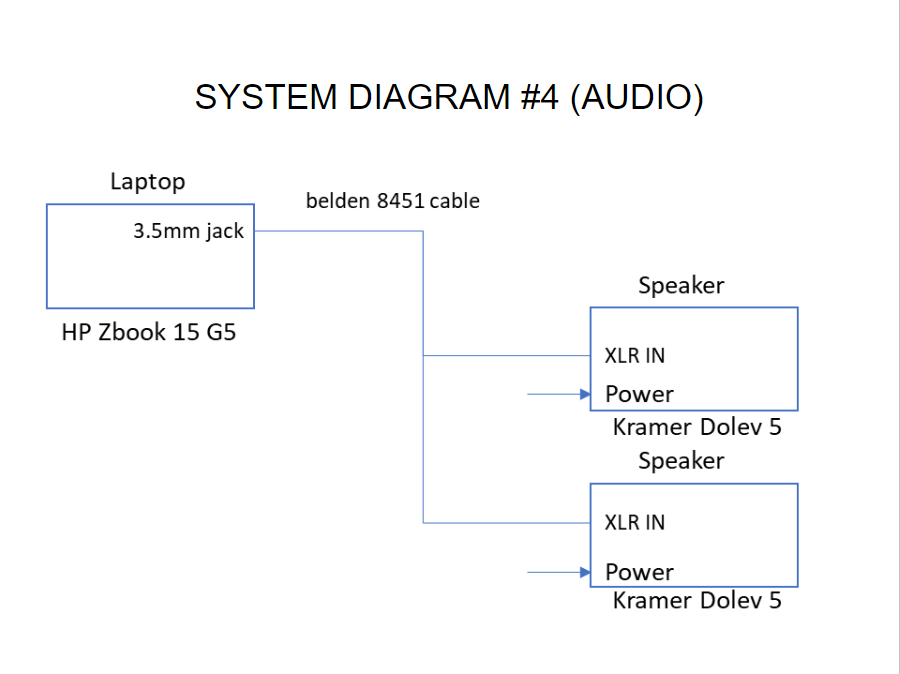 SYSTEM DIAGRAM #4 (AUDIO)
Laptop
belden 8451 cable
3.5mm jack
HP Zbook 15 G5
Speaker
XLR IN
Power
Kramer Dolev 5
Speaker
XLR IN
Power
Kramer Dolev 5